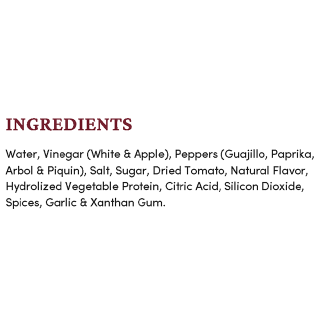 INGREDIENTS
Water, Vinegar (White & Apple), Peppers (Guajillo, Paprika,
Arbol & Piquin), Salt, Sugar, Dried Tomato, Natural Flavor,
Hydrolized Vegetable Protein, Citric Acid, Silicon Dioxide,
Spices, Garlic & Xanthan Gum.